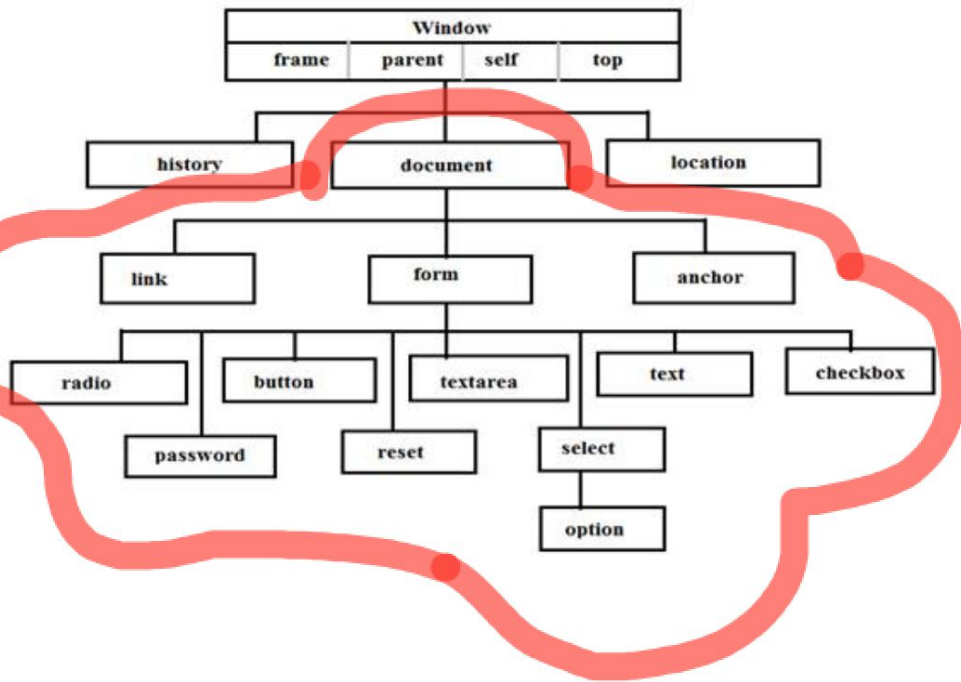 Window
frame parent self top
history document location
link form anchor
radio button textarea text checkbox
password reset select
option